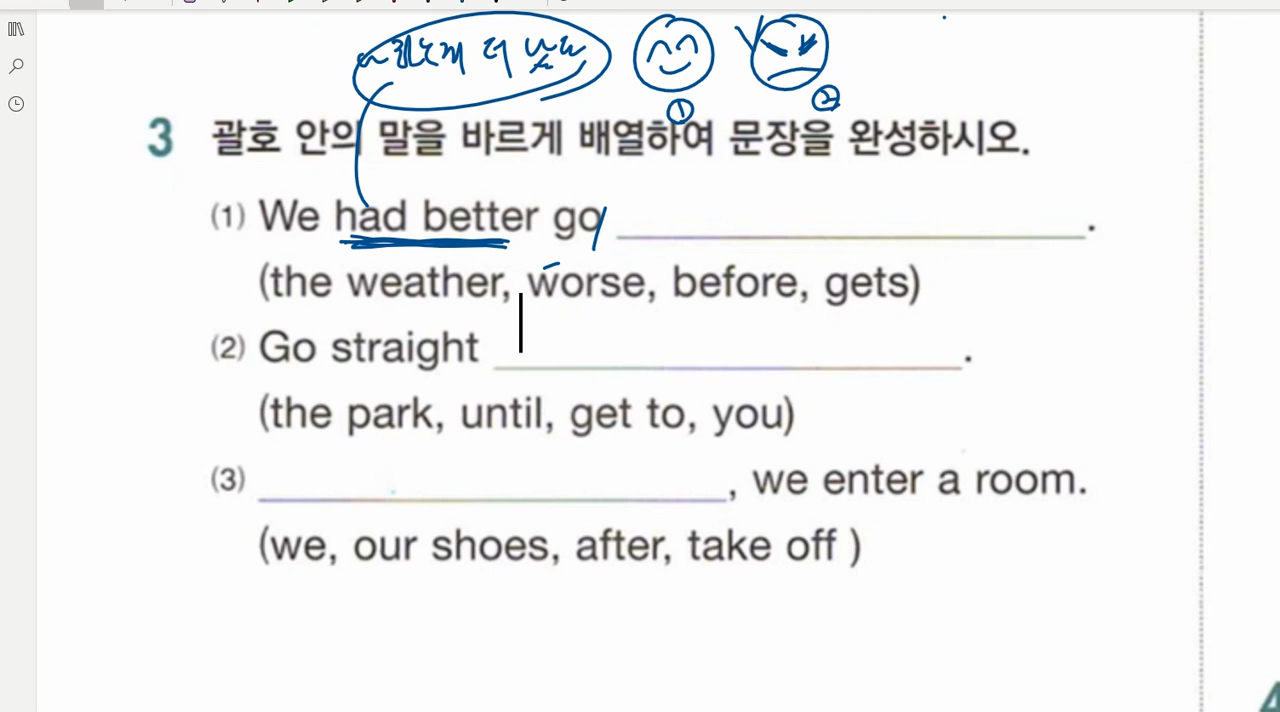 ~ 하는게 더 낫다
① ②
3 괄호 안의 말을 바르게 배열하여 문장을 완성하시오.
(1) We had better go ______.
(the weather, worse, before, gets)
(2) Go straight ______.
(the park, until, get to, you)
(3) ______, we enter a room.
(we, our shoes, after, take off )